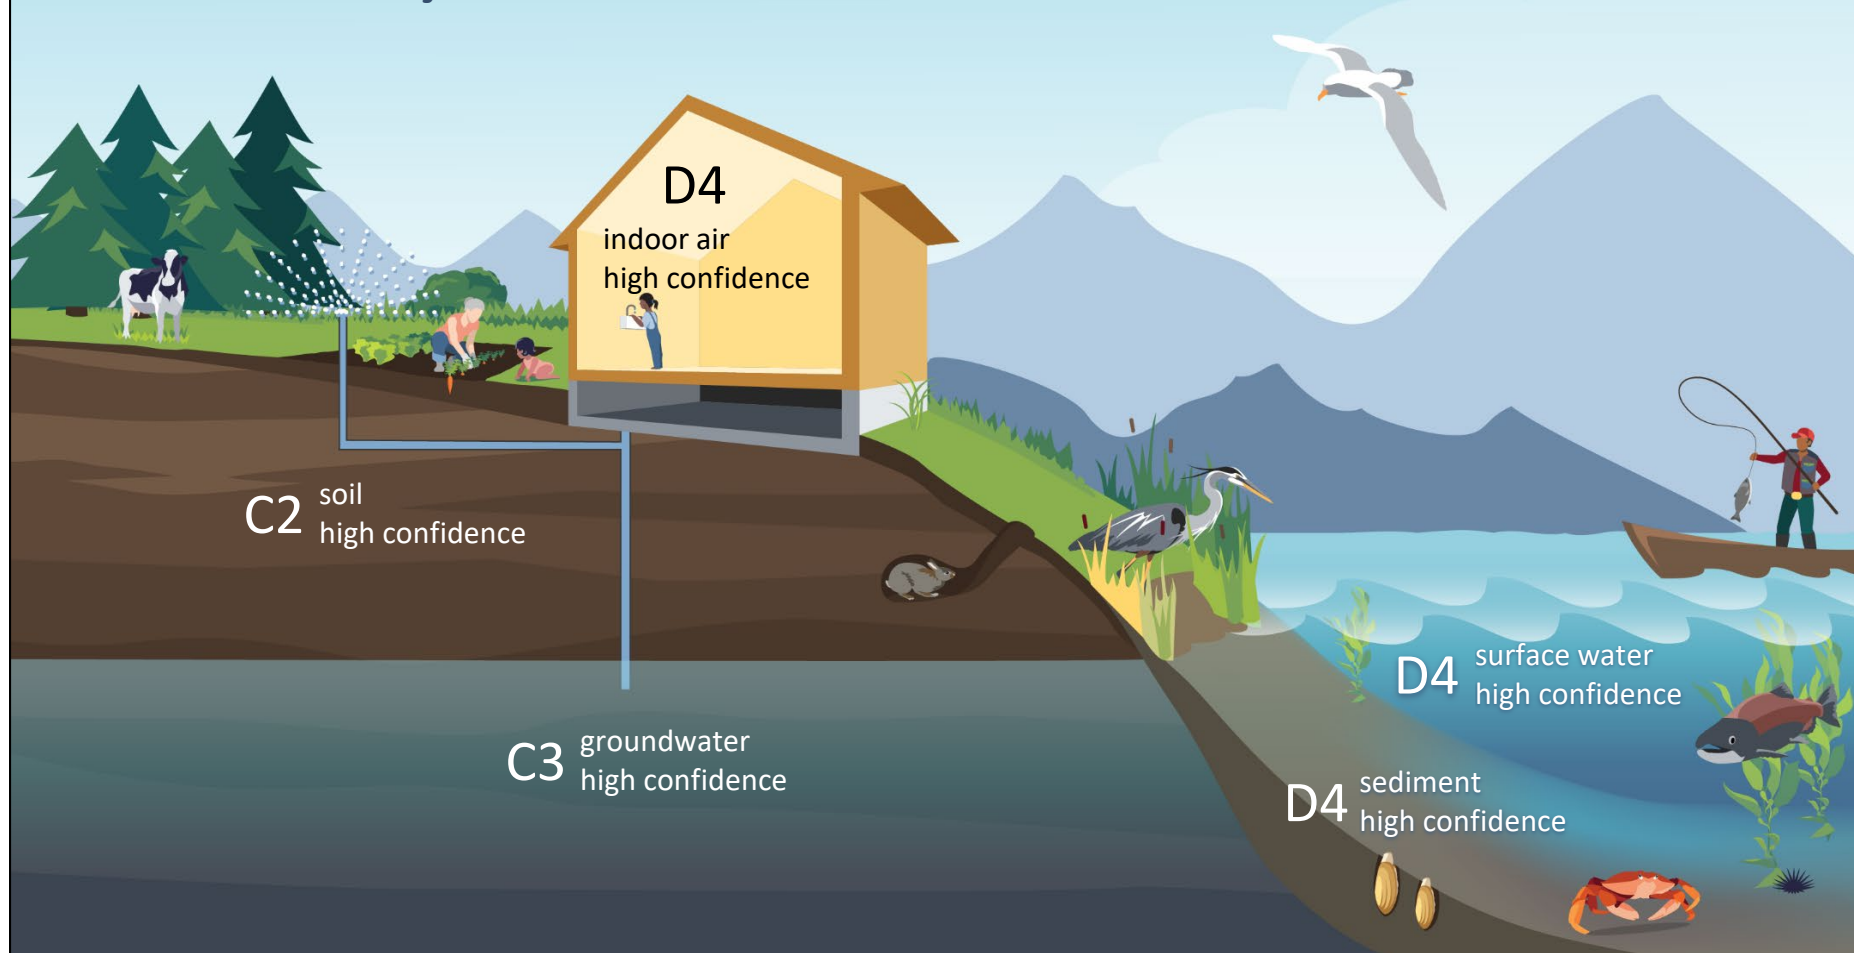 D4
indoor air
high confidence
C2
soil
high confidence
C3
groundwater
high confidence
D4
surface water
high confidence
D4
sediment
high confidence